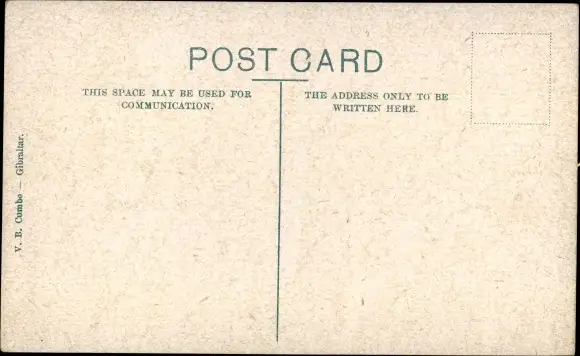 POST CARD
THIS SPACE MAY BE USED FOR
COMMUNICATION.
THE ADDRESS ONLY TO BE
WRITTEN HERE.
V. B. Cumbo — Gibraltar.